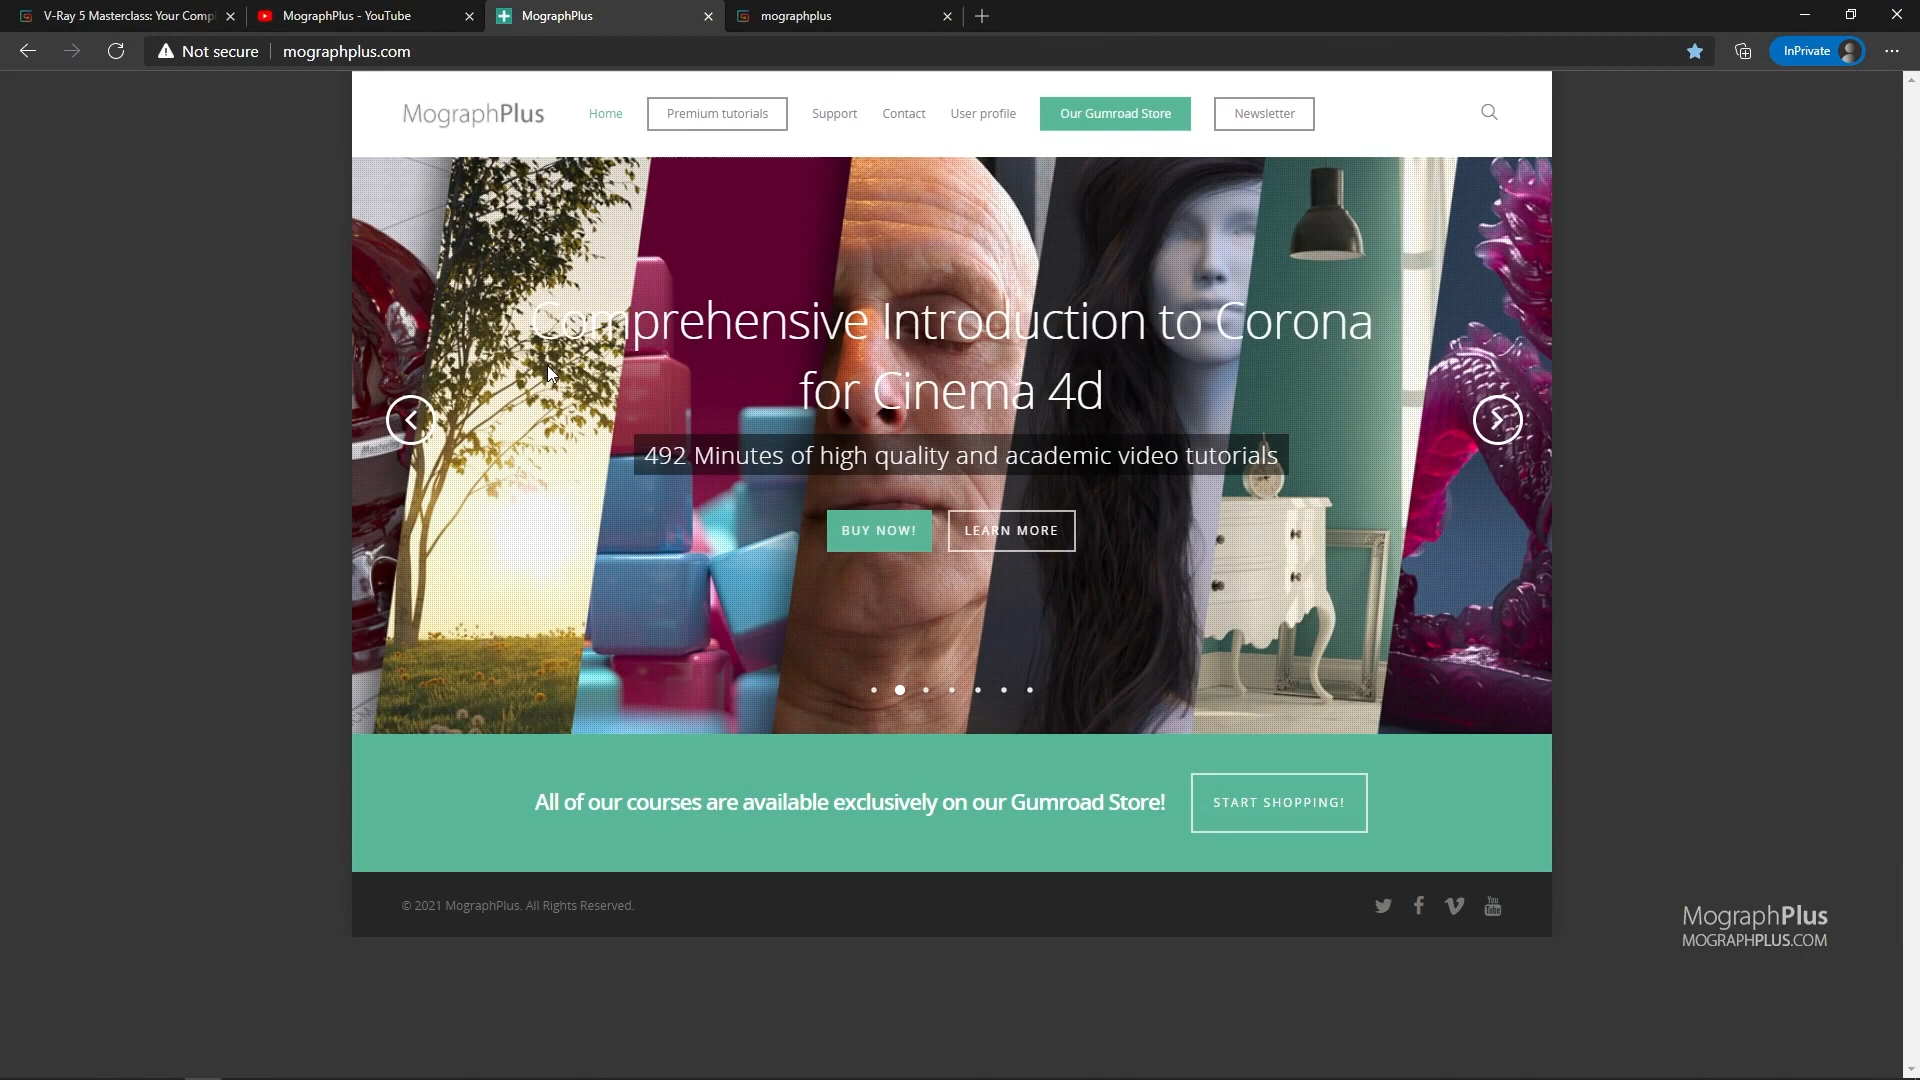 V-Ray 5 Masterclass: Your Compl
MographPlus - YouTube
MographPlus
mographplus
Not secure
mographplus.com
InPrivate
MographPlus
Home
Premium tutorials
Support
Contact
User profile
Our Gumroad Store
Newsletter
Comprehensive Introduction to Corona
for Cinema 4d
492 Minutes of high quality and academic video tutorials
BUY NOW!
LEARN MORE
All of our courses are available exclusively on our Gumroad Store!
START SHOPPING!
© 2021 MographPlus. All Rights Reserved.
You
Tube
MographPlus
MOGRAPHPLUS.COM